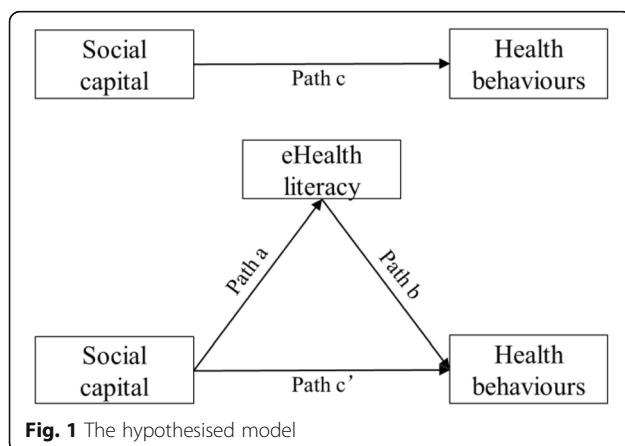 Social
capital
Path c
Health
behaviours
eHealth
literacy
Path a
Path b
Social
capital
Path c’
Health
behaviours
Fig. 1 The hypothesised model